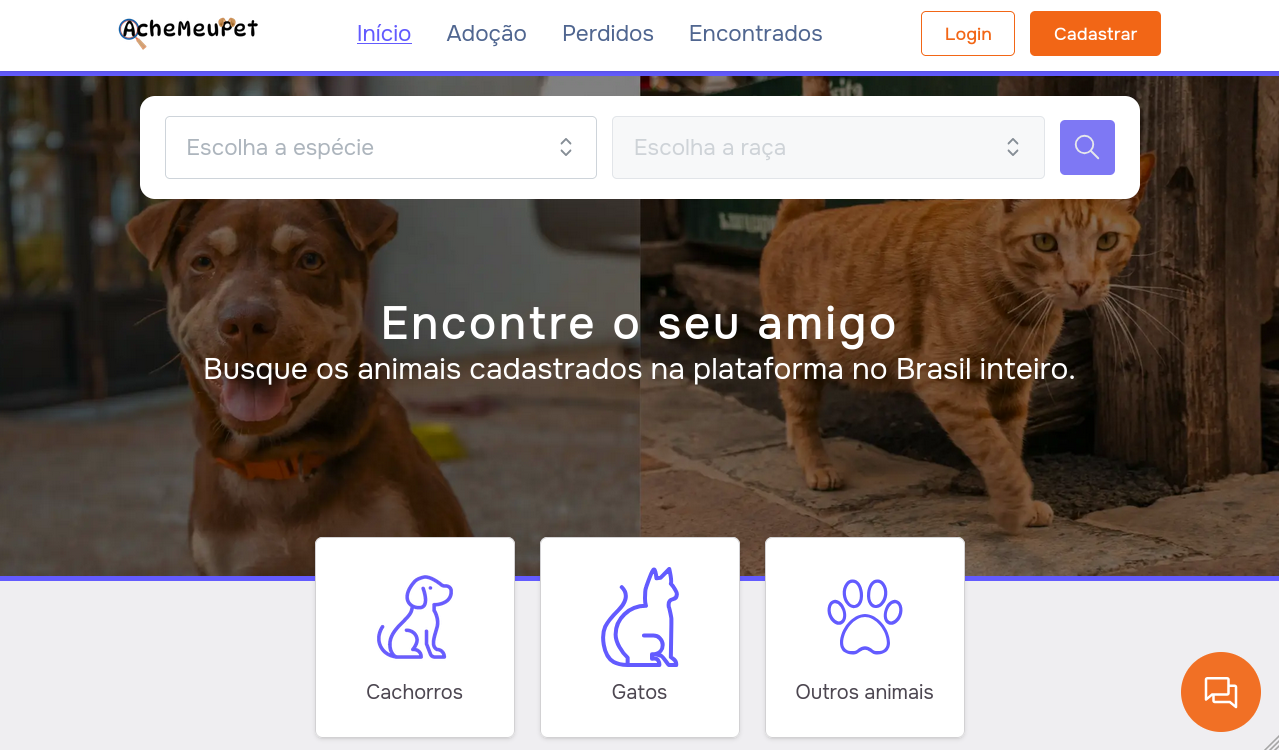 AcheMeuPet
Início Adoção Perdidos Encontrados
Login Cadastrar
Escolha a espécie Escolha a raça
Encontre o seu amigo
Busque os animais cadastrados na plataforma no Brasil inteiro.
Cachorros Gatos Outros animais